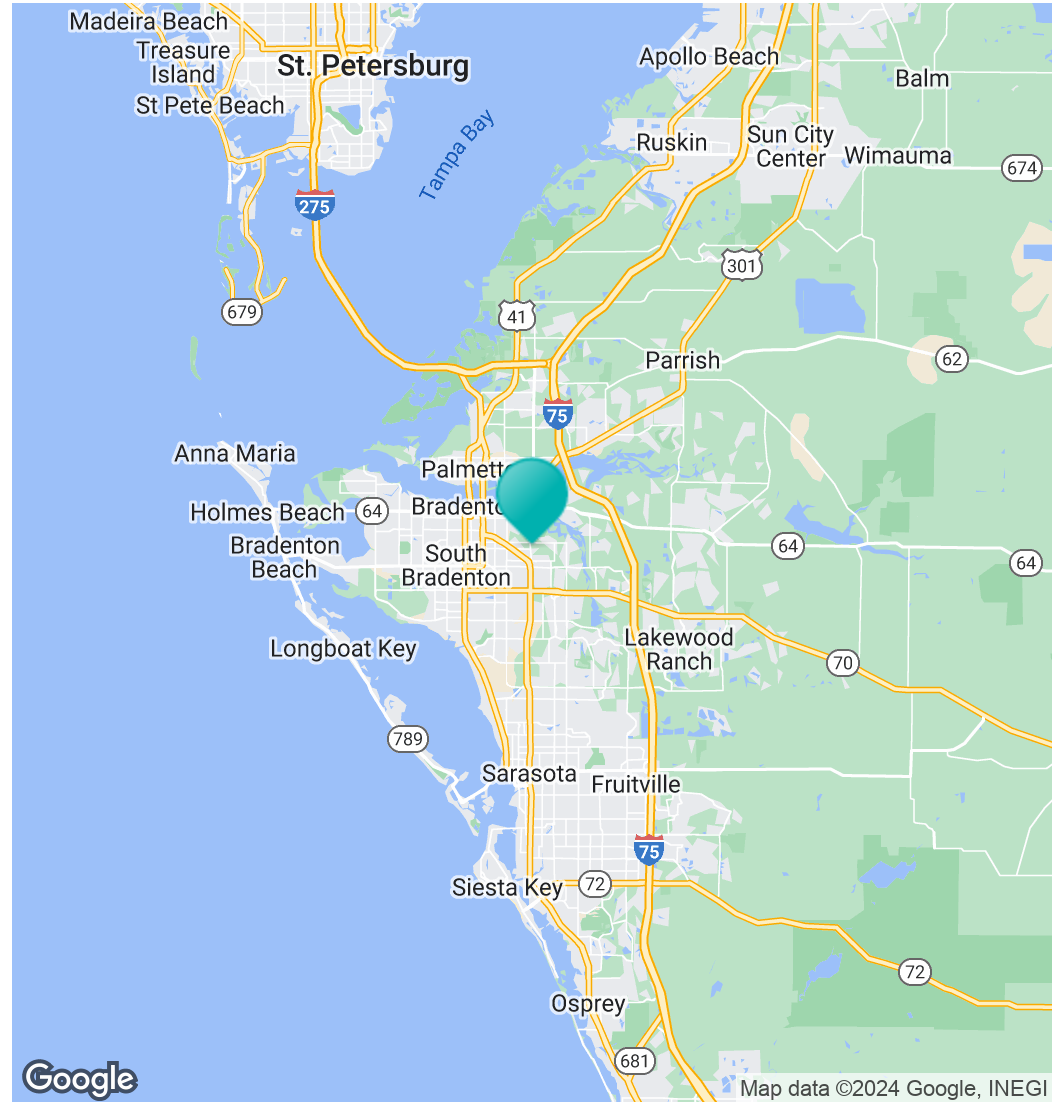 Madeira Beach
Treasure
Island
St. Petersburg
St Pete Beach
Apollo Beach
Balm
Tampa Bay
Ruskin
Sun City
Center
Wimauma
674
275
301
679
41
Parrish
62
75
Anna Maria
Palmetto
Holmes Beach
64
Bradento
Bradenton
Beach
South
Bradenton
64
64
Longboat Key
Lakewood
Ranch
70
789
Sarasota
Fruitville
75
Siesta Key
72
72
Osprey
681
Google
Map data ©2024 Google, INEGI